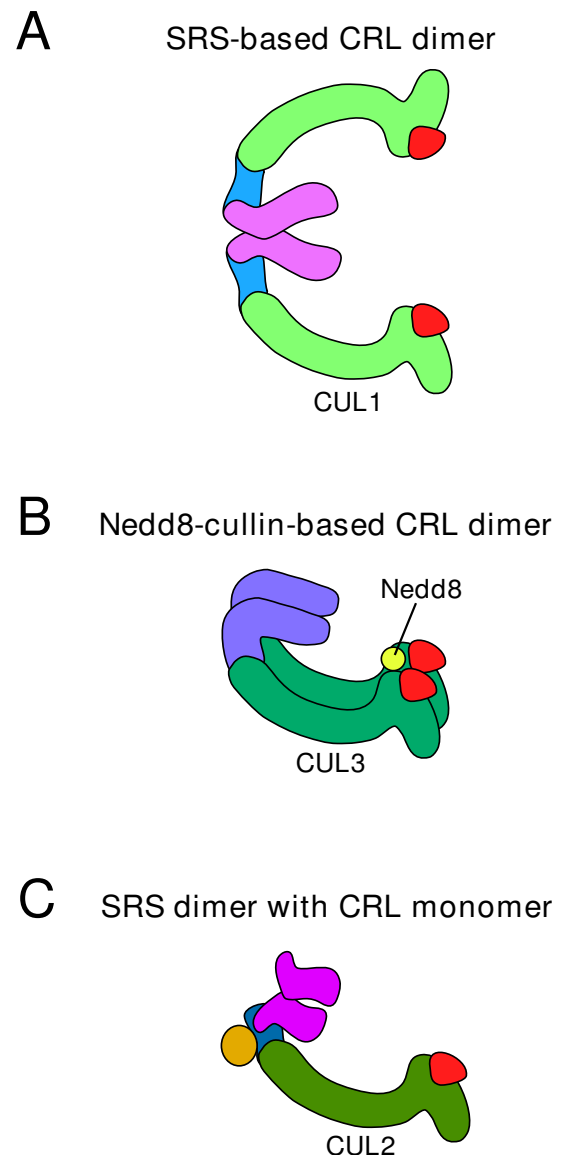 A
SRS-based CRL dimer
CUL1
B
Nedd8-cullin-based CRL dimer
Nedd8
CUL3
C
SRS dimer with CRL monomer
CUL2